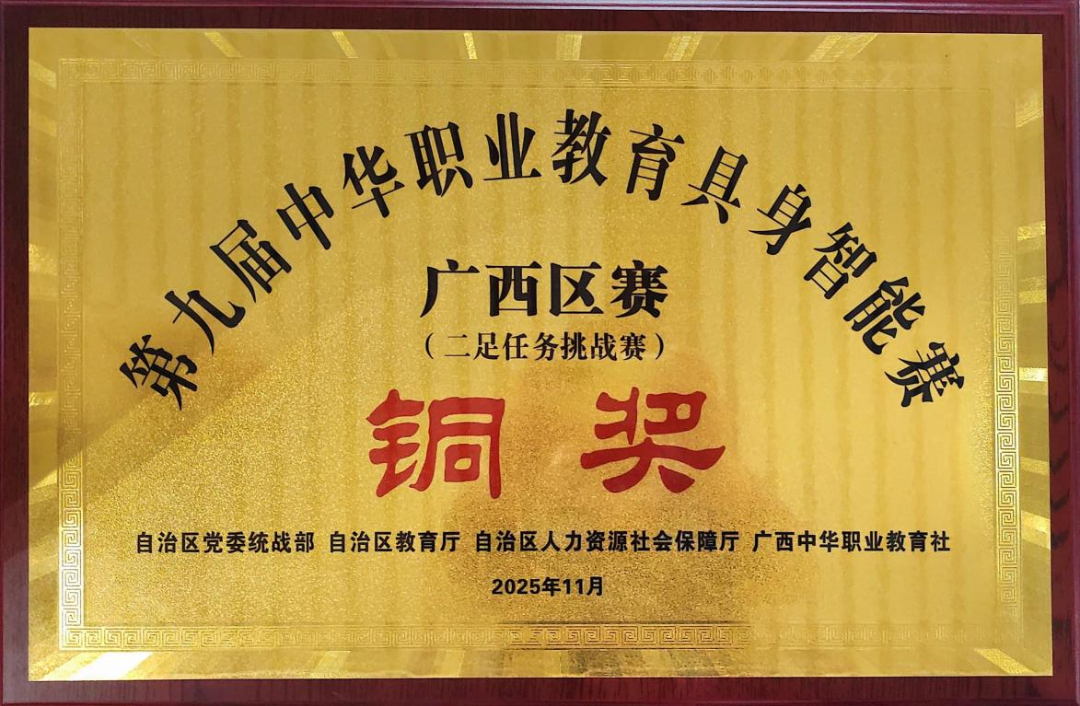 第九届中华职业教育具身智能赛
广西区赛
（二足任务挑战赛）
铜奖
自治区党委统战部 自治区教育厅 自治区人力资源社会保障厅 广西中华职业教育社
2025年11月